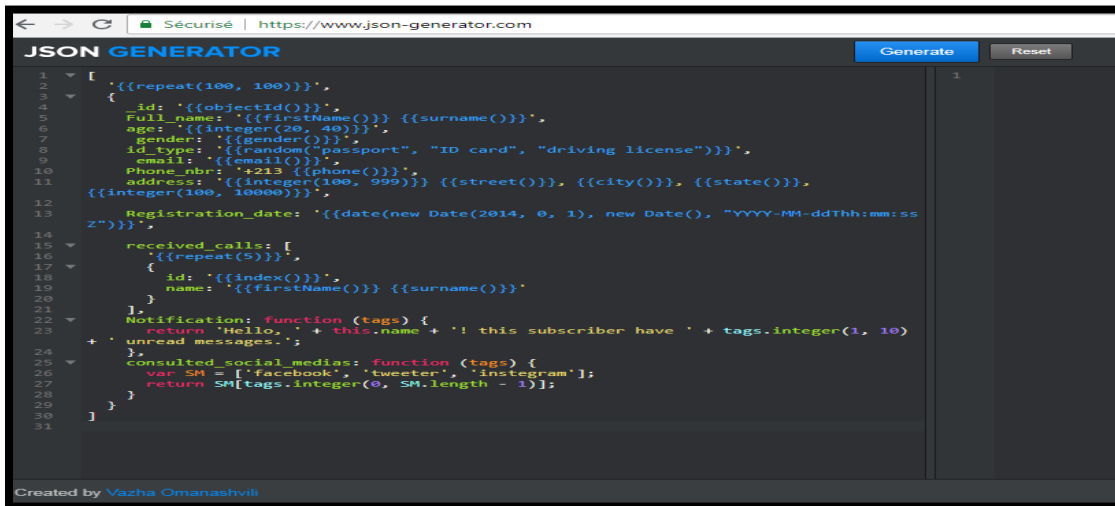 Sécurisé | https://www.json-generator.com
JSON GENERATOR Generate Reset
1 [ 1
2 '{{repeat(100, 100)}}',
3 {
4 _id: '{{objectId()}}',
5 Full_name: '{{firstName()}} {{surname()}}',
6 age: '{{integer(20, 40)}}',
7 gender: '{{gender()}}',
8 id_type: '{{random("passport", "ID card", "driving license")}}',
9 email: '{{email()}}',
10 Phone_nbr: '+213 {{phone()}}',
11 address: '{{integer(100, 999)}} {{street()}}, {{city()}}, {{state()}},
{{integer(100, 10000)}}',
12
13 Registration_date: '{{date(new Date(2014, 0, 1), new Date(), "YYYY-MM-ddThh:mm:ss
Z")}}',
14
15 received_calls: [
16 '{{repeat(5)}}',
17 {
18 id: '{{index()}}',
19 name: '{{firstName()}} {{surname()}}'
20 }
21 ],
22 Notification: function (tags) {
23 return 'Hello, ' + this.name + '! this subscriber have ' + tags.integer(1, 10)
+ ' unread messages.';
24 },
25 consulted_social_medias: function (tags) {
26 var SM = ['facebook', 'tweeter', 'instegram'];
27 return SM[tags.integer(0, SM.length - 1)];
28 }
29 }
30 ]
31
Created by Vazha Omanashvili